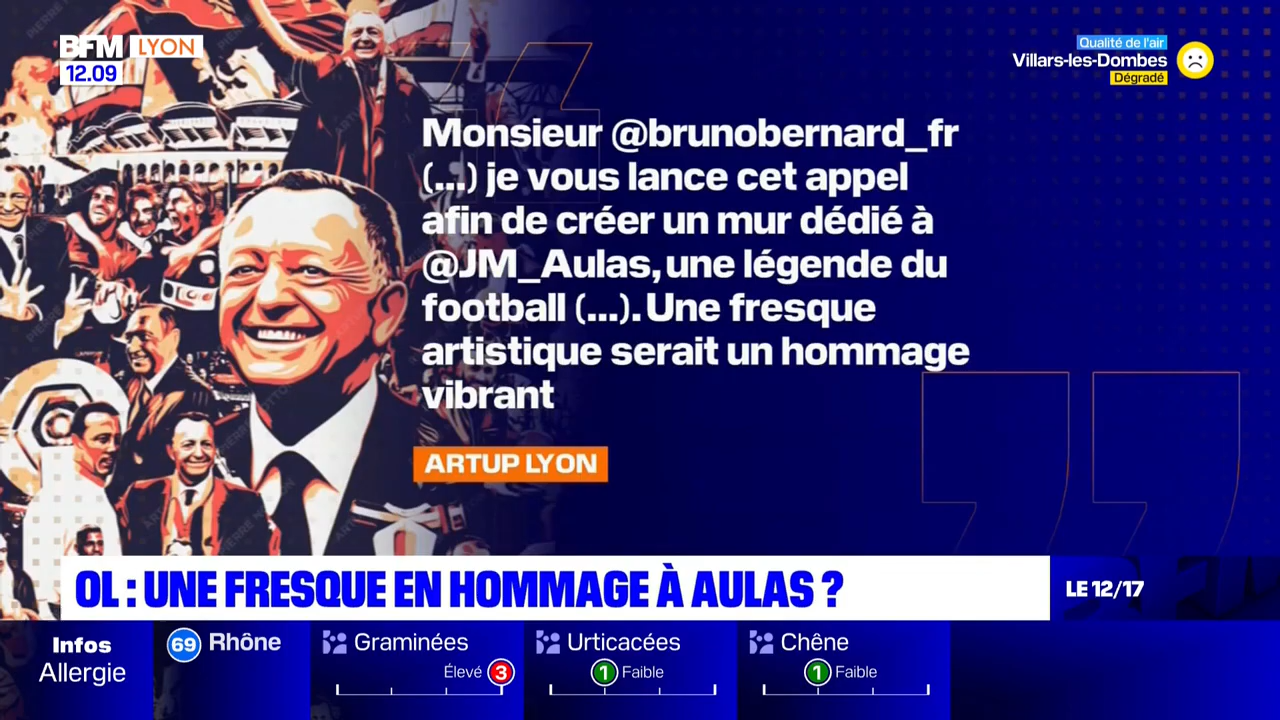 BFM LYON
12.09
Qualité de l'air
Villars-les-Dombes
Dégradé
Monsieur @brunobernard_fr
(...) je vous lance cet appel
afin de créer un mur dédié à
@JM_Aulas, une légende du
football (...). Une fresque
artistique serait un hommage
vibrant
ARTUP LYON
OL : UNE FRESQUE EN HOMMAGE À AULAS ?
LE 12/17
Infos
Allergie
69 Rhône
Graminées
Élevé 3
Urticacées
1 Faible
Chêne
1 Faible